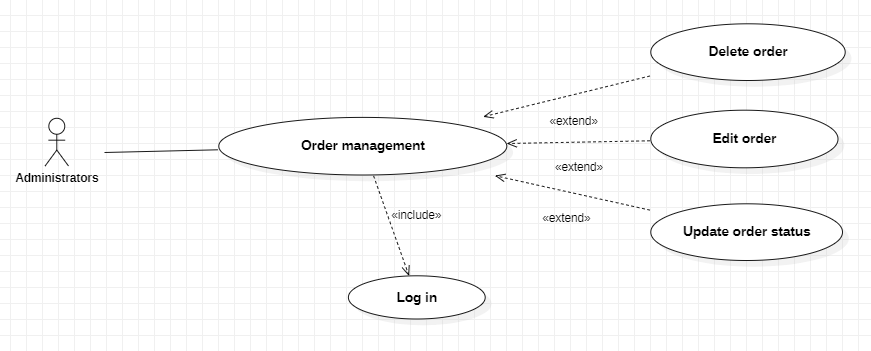 Delete order
«extend»
Order management
Edit order
Administrators
«extend»
«include»
«extend»
Update order status
Log in